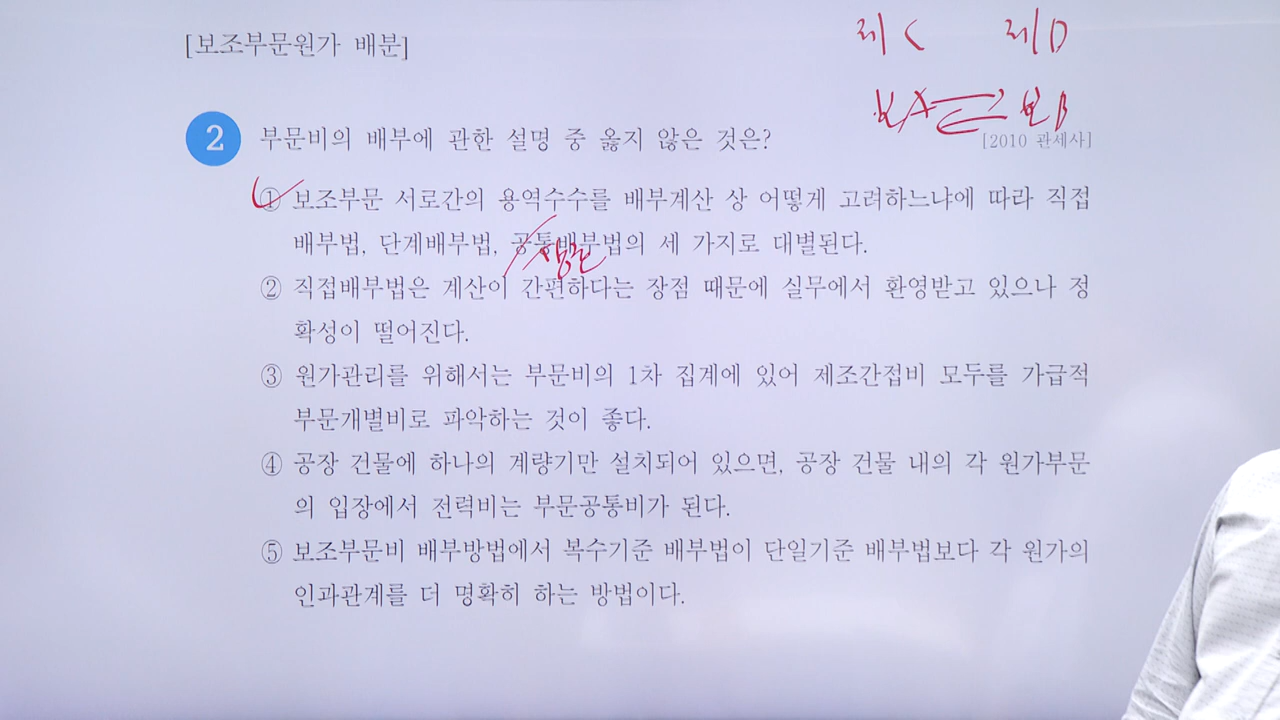 [보조부문원가 배분]
제 C 제 D
보A 보B
2 부문비의 배부에 관한 설명 중 옳지 않은 것은?
[2010 관세사]
① 보조부문 서로간의 용역수수를 배부계산 상 어떻게 고려하느냐에 따라 직접
배부법, 단계배부법, 공통배부법의 세 가지로 대별된다.
상호
② 직접배부법은 계산이 간편하다는 장점 때문에 실무에서 환영받고 있으나 정
확성이 떨어진다.
③ 원가관리를 위해서는 부문비의 1차 집계에 있어 제조간접비 모두를 가급적
부문개별비로 파악하는 것이 좋다.
④ 공장 건물에 하나의 계량기만 설치되어 있으면, 공장 건물 내의 각 원가부문
의 입장에서 전력비는 부문공통비가 된다.
⑤ 보조부문비 배부방법에서 복수기준 배부법이 단일기준 배부법보다 각 원가의
인과관계를 더 명확히 하는 방법이다.